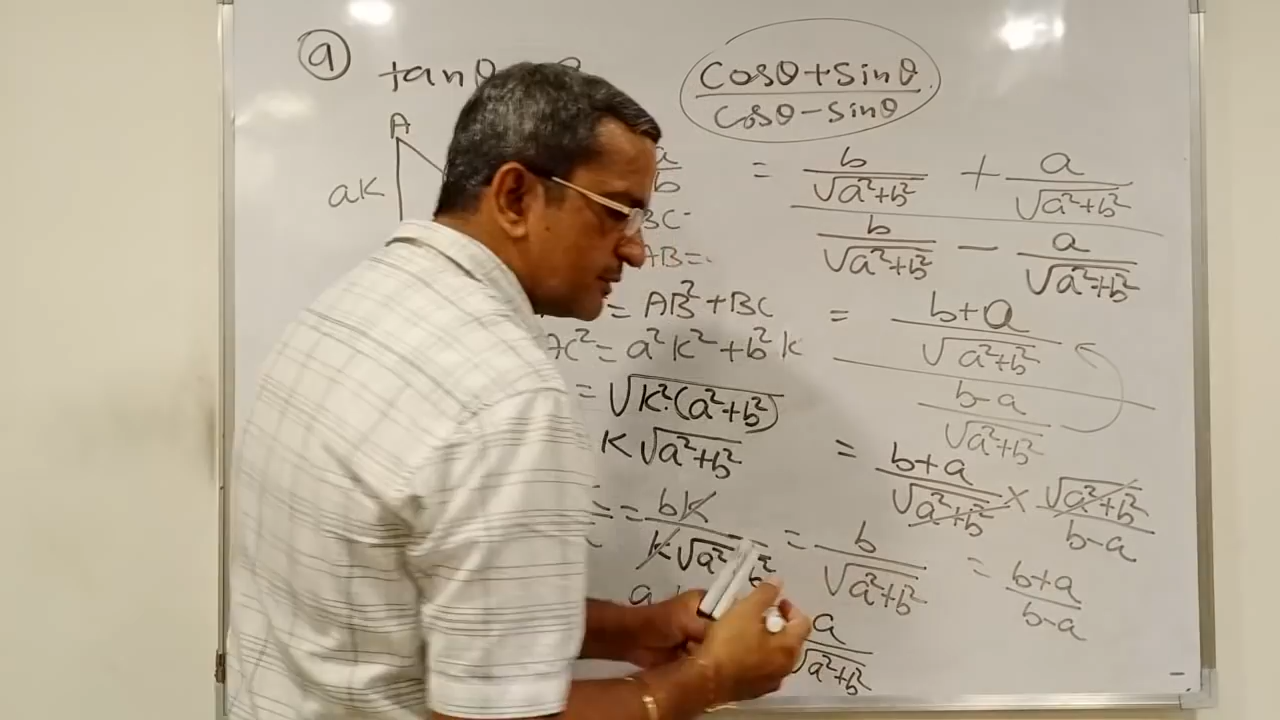 9 tanθ
A
aK
a/b
BC
AB=
= AB²+BC
AC²= a²K²+b²K
= √K²·(a²+b²)
K√a²+b²
= bK / K√a² b² = b / √a²+b²
a / √a²+b²
Cosθ+Sinθ / Cosθ-Sinθ
= b / √a²+b² + a / √a²+b²
b / √a²+b² - a / √a²+b²
= b+a / √a²+b²
b-a / √a²+b²
= b+a / √a²+b² × √a²+b² / b-a
= b+a / b-a